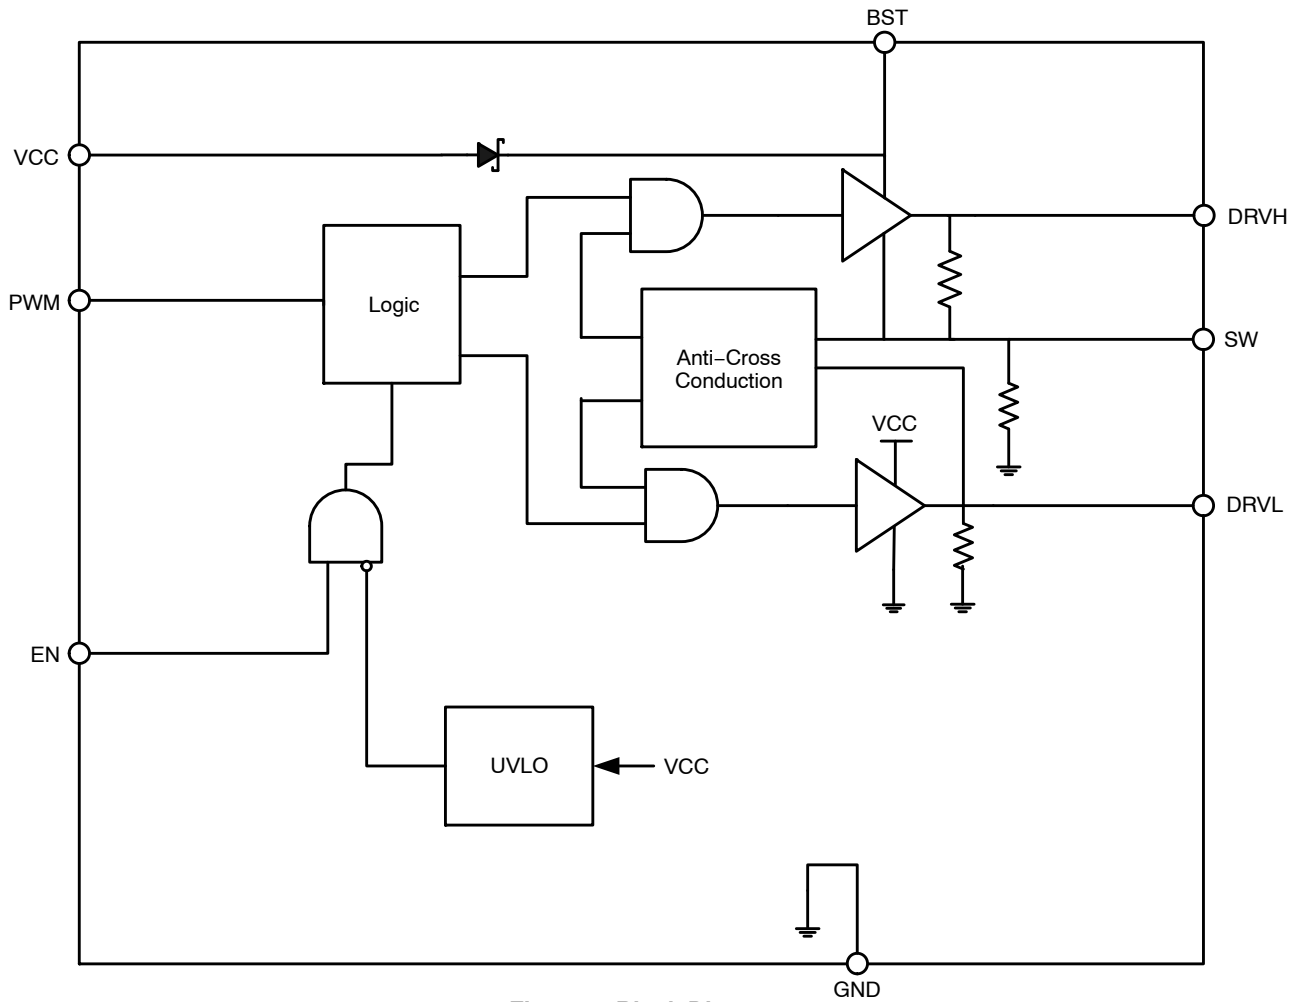 BST
VCC
DRVH
PWM
Logic
SW
Anti–Cross
Conduction
VCC
DRVL
EN
UVLO
VCC
GND